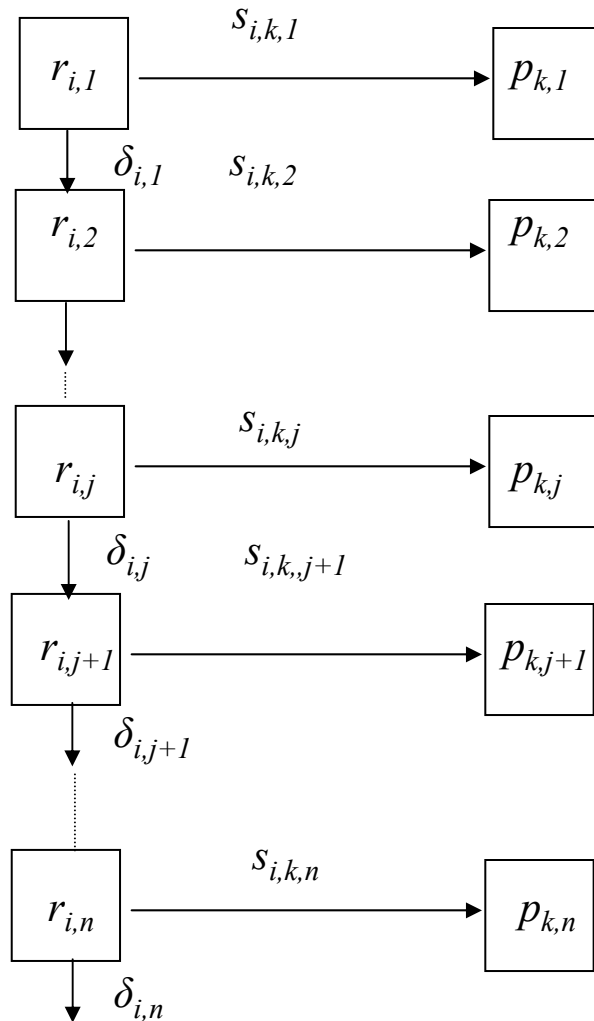 s_{i,k,1}
r_{i,1} p_{k,1}
δ_{i,1} s_{i,k,2}
r_{i,2} p_{k,2}
s_{i,k,j}
r_{i,j} p_{k,j}
δ_{i,j} s_{i,k,,j+1}
r_{i,j+1} p_{k,j+1}
δ_{i,j+1}
s_{i,k,n}
r_{i,n} p_{k,n}
δ_{i,n}